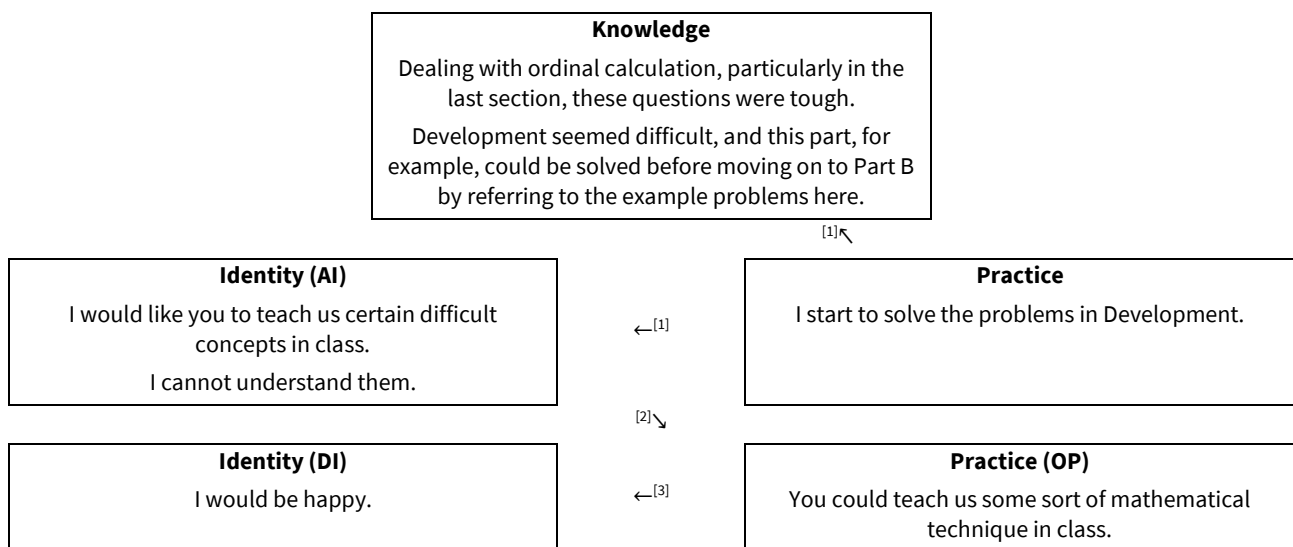 Knowledge
Dealing with ordinal calculation, particularly in the
last section, these questions were tough.
Development seemed difficult, and this part, for
example, could be solved before moving on to Part B
by referring to the example problems here.
[1]↖
Identity (AI)
I would like you to teach us certain difficult
concepts in class.
I cannot understand them.
←[1]
Practice
I start to solve the problems in Development.
[2]↘
Identity (DI)
I would be happy.
←[3]
Practice (OP)
You could teach us some sort of mathematical
technique in class.